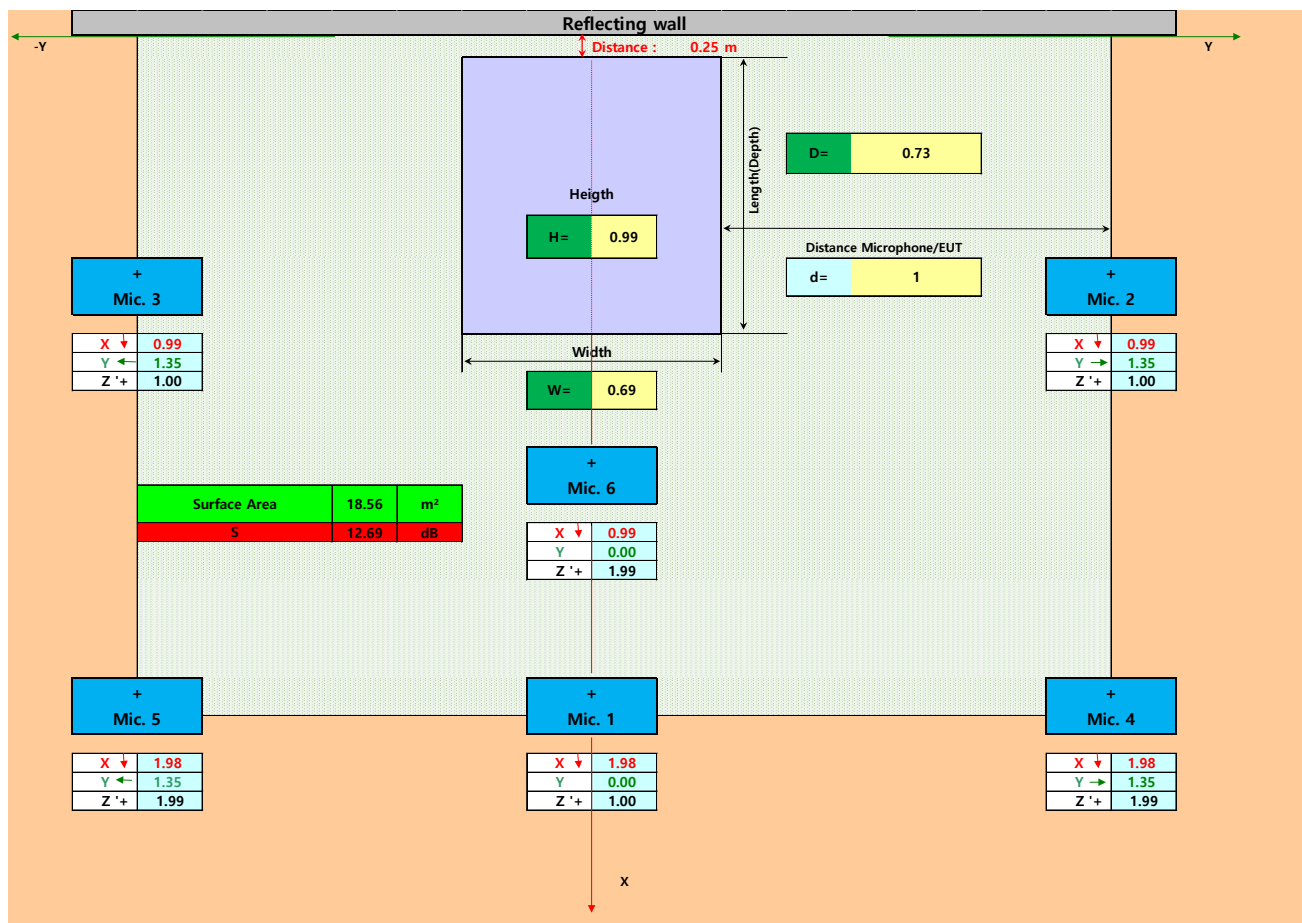 Reflecting wall
-Y
Distance : 0.25 m
Y
Length(Depth)
D= 0.73
Heigth
H= 0.99
Distance Microphone/EUT
d= 1
+
Mic. 3
X 0.99
Y 1.35
Z '+ 1.00
+
Mic. 2
X 0.99
Y 1.35
Z '+ 1.00
Width
W= 0.69
+
Mic. 6
X 0.99
Y 0.00
Z '+ 1.99
Surface Area 18.56 m²
S 12.69 dB
+
Mic. 5
X 1.98
Y 1.35
Z '+ 1.99
+
Mic. 1
X 1.98
Y 0.00
Z '+ 1.00
+
Mic. 4
X 1.98
Y 1.35
Z '+ 1.99
X